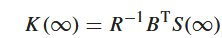 K(∞) = R⁻¹BᵀS(∞)